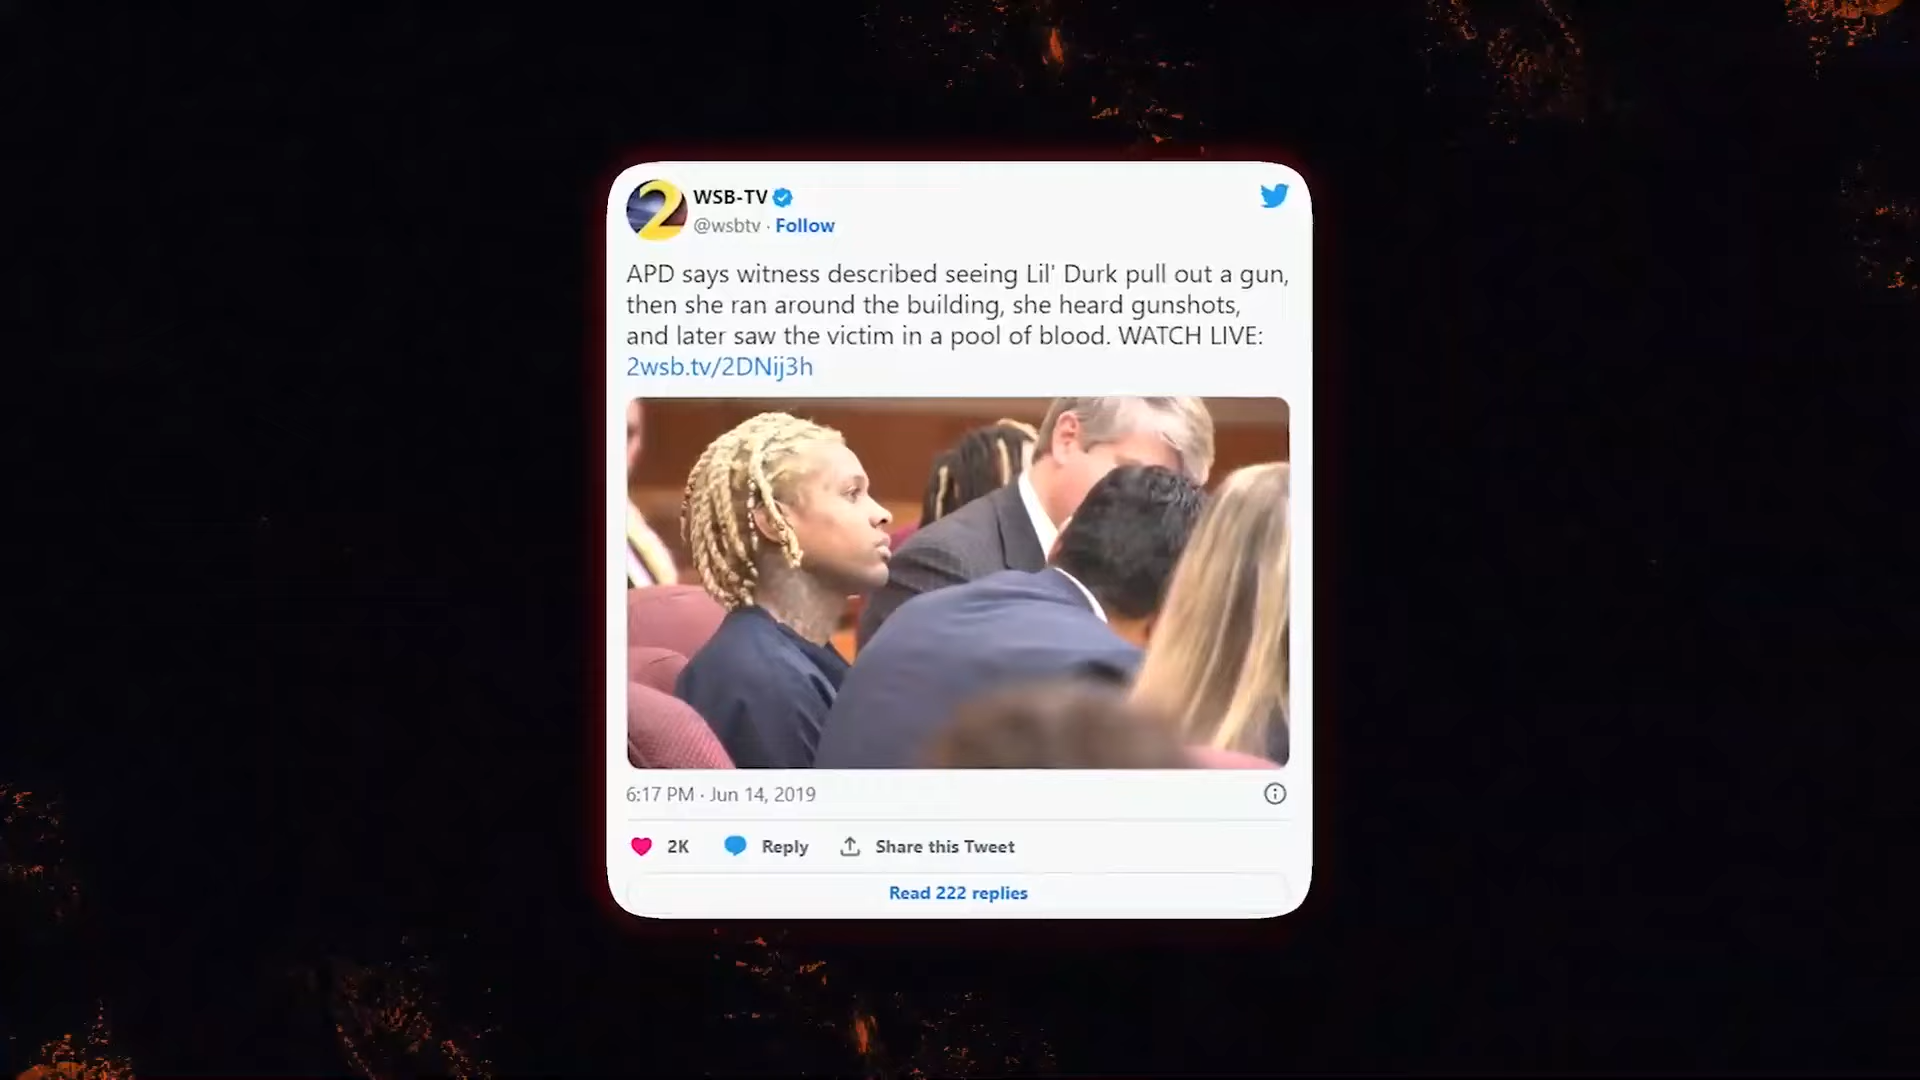 2
WSB-TV
@wsbtv · Follow
APD says witness described seeing Lil' Durk pull out a gun,
then she ran around the building, she heard gunshots,
and later saw the victim in a pool of blood. WATCH LIVE:
2wsb.tv/2DNij3h
6:17 PM · Jun 14, 2019
2K Reply Share this Tweet
Read 222 replies